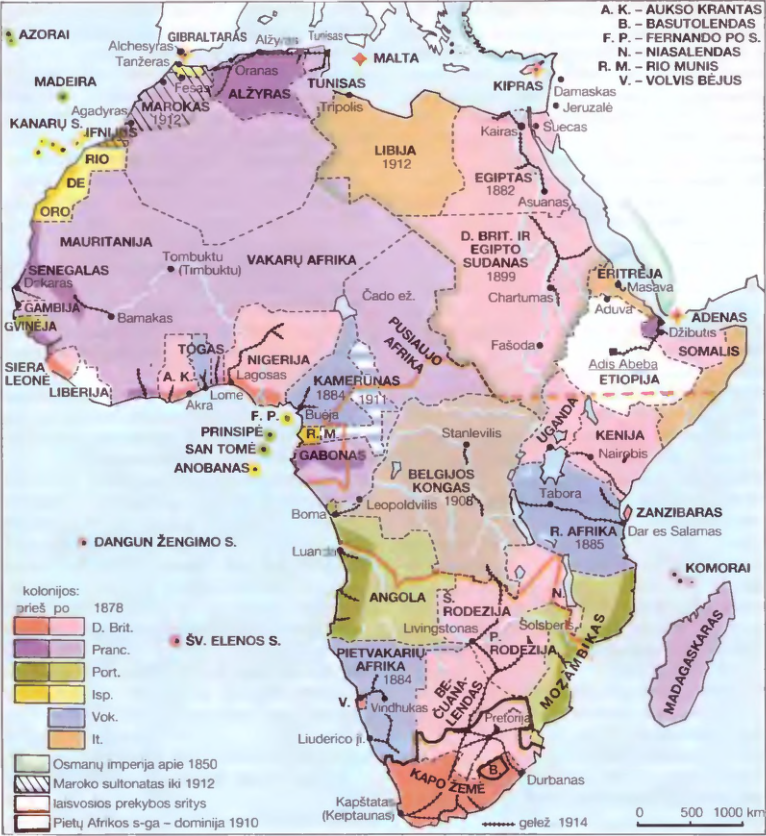 A. K. – AUKSO KRANTAS
B. – BASUTOLENDAS
F. P. – FERNANDO PO S.
N. – NIASALENDAS
R. M. – RIO MUNIS
V. – VOLVIS BĖJUS
AZORAI
GIBRALTARAS
Alchesyras
Tanžeras
Alžyras
Tunisas
MALTA
KIPRAS
Damaskas
Jeruzalė
MADEIRA
Fesas
Oranas
MAROKAS
1912
ALŽYRAS
TUNISAS
Tripolis
Agadyras
KANARŲ S.
IFNIJOS
Kairas
Suecas
RIO
DE
ORO
LIBIJA
1912
EGIPTAS
1882
Asuanas
MAURITANIJA
Tombuktu
(Timbuktu)
VAKARŲ AFRIKA
D. BRIT. IR
EGIPTO
SUDANAS
1899
Chartumas
SENEGALAS
Dakaras
GAMBIJA
GVINĖJA
Bamakas
Čado ež.
ERITRĖJA
Masava
Aduva
ADENAS
Džibutis
SOMALIS
Fašoda
Adis Abeba
ETIOPIJA
PUSIAUJO
AFRIKA
SIERA
LEONĖ
LIBERIJA
A. K.
TOGAS
NIGERIJA
Lagosas
Akra
Lome
KAMERŪNAS
1884
1911
Buėja
F. P.
PRINSIPĖ
SAN TOMĖ
ANOBANAS
R. M.
GABONAS
Stanlevilis
UGANDA
KENIJA
Nairobis
BELGIJOS
KONGAS
1908
Leopoldvilis
Boma
Tabora
ZANZIBARAS
R. AFRIKA
1885
Dar es Salamas
DANGUN ŽENGIMO S.
Luanda
KOMORAI
ANGOLA
Š.
RODEZIJA
N.
Livingstonas
P.
RODEZIJA
Solsberis
MOZAMBIKAS
MADAGASKARAS
ŠV. ELENOS S.
PIETVAKARIŲ
AFRIKA
1884
V.
Vindhukas
BE-
ČUANA-
LENDAS
Liuderico įl.
Pretorija
B.
KAPO ŽEMĖ
Durbanas
Kapštatas
(Keiptaunas)
kolonijos:
prieš po 1878
D. Brit.
Pranc.
Port.
Isp.
Vok.
It.
Osmanų imperija apie 1850
Maroko sultonatas iki 1912
laisvosios prekybos sritys
Pietų Afrikos s-ga – dominija 1910
gelež 1914
0 500 1000 km